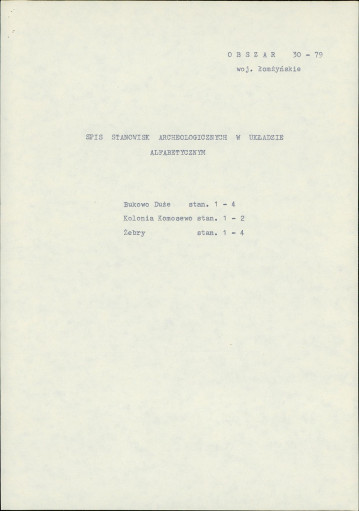 O B S Z A R 30 - 79
woj. Łomżyńskie
SPIS STANOWISK ARCHEOLOGICZNYCH W UKŁADZIE
ALFABETYCZNYM
Bukowo Duże stan. 1 - 4
Kolonia Komosewo stan. 1 - 2
Żebry stan. 1 - 4